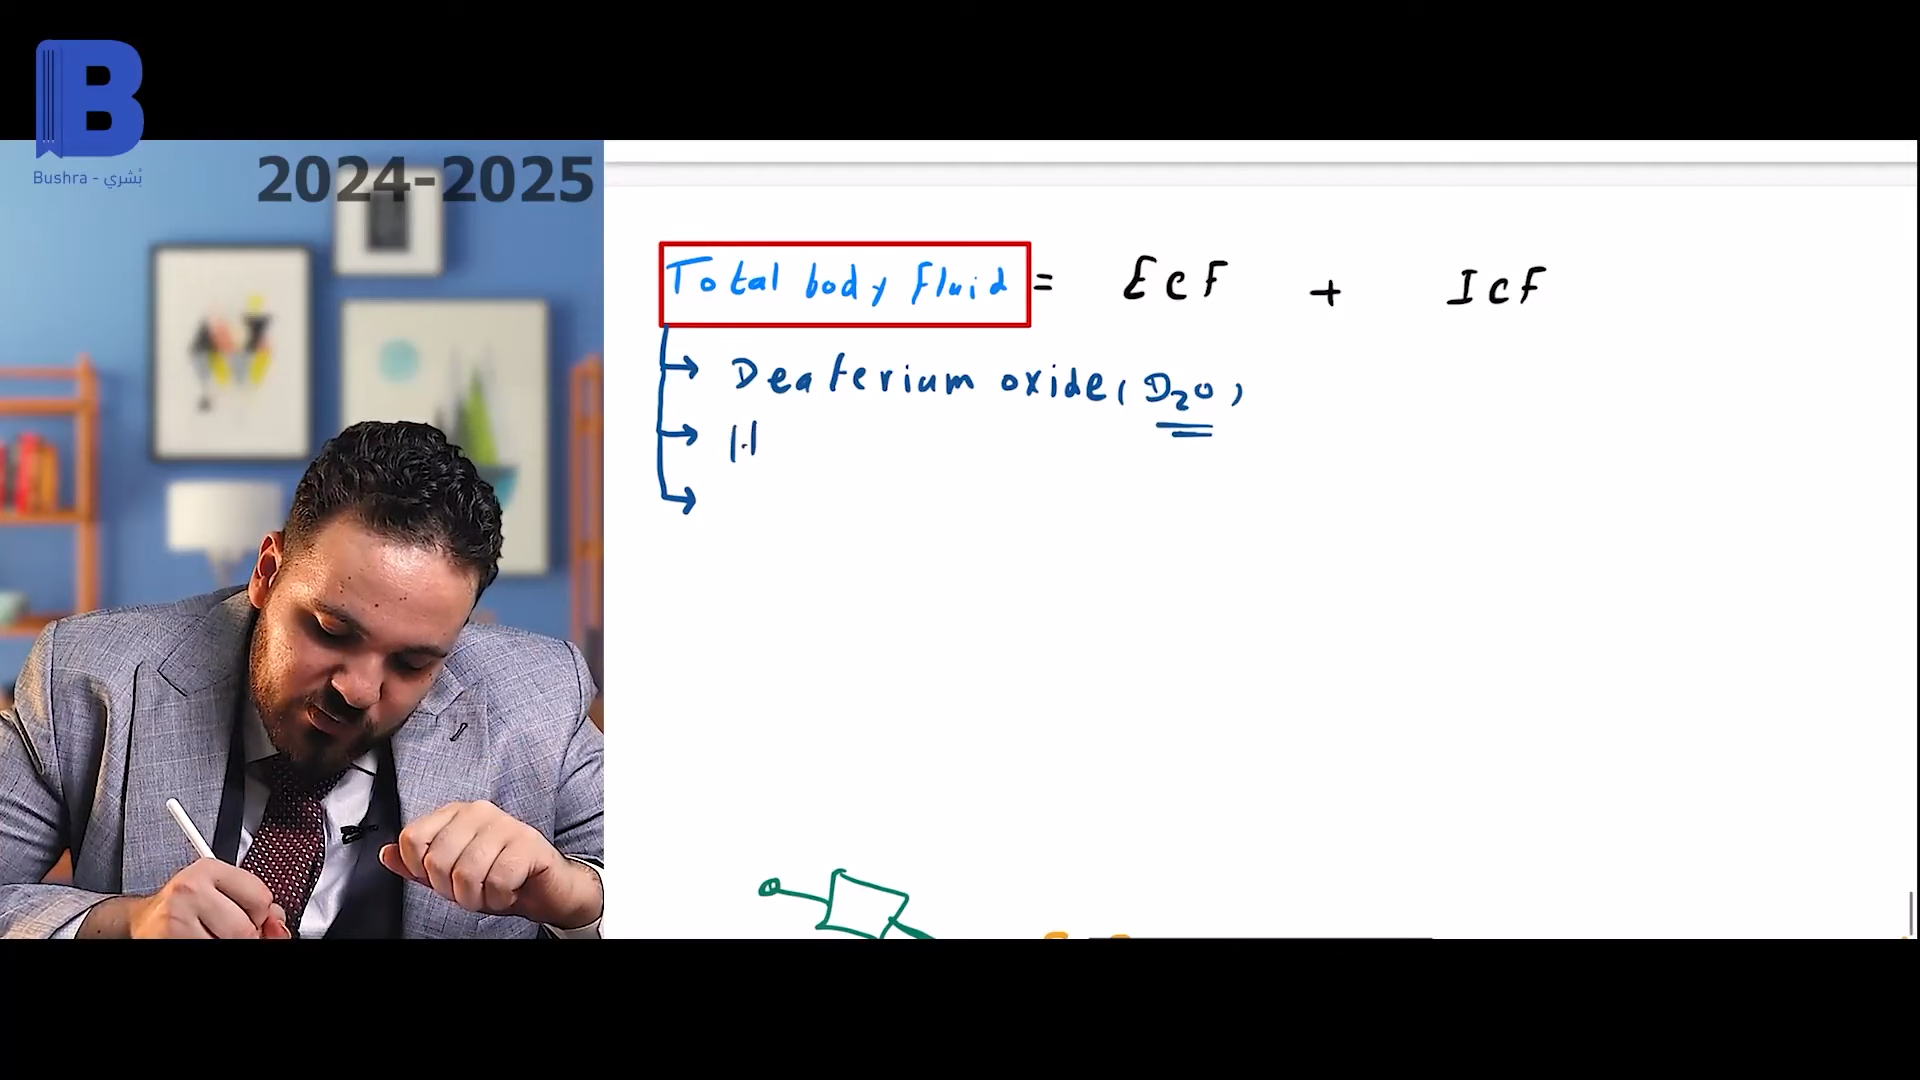 B
Bushra - بُشري
2024-2025
Total body fluid = ECF + ICF
Deaterium oxide (D₂O)
H